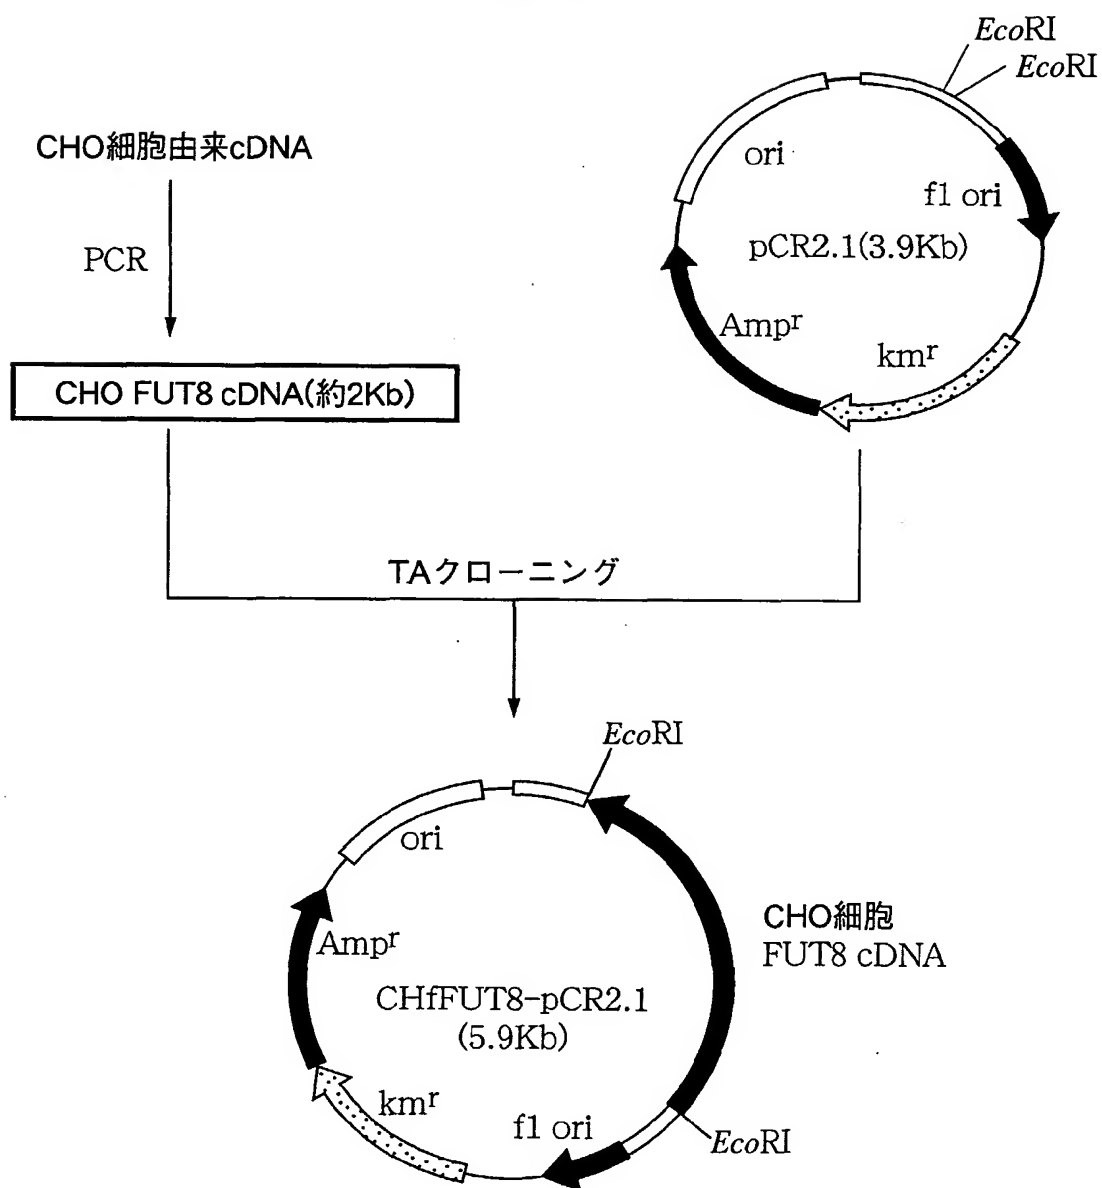 EcoRI
EcoRI
CHO細胞由来cDNA
ori
f1 ori
PCR
pCR2.1(3.9Kb)
Ampr
kmr
CHO FUT8 cDNA(約2Kb)
TAクローニング
EcoRI
ori
CHO細胞
FUT8 cDNA
Ampr
CHfFUT8-pCR2.1
(5.9Kb)
kmr
f1 ori
EcoRI